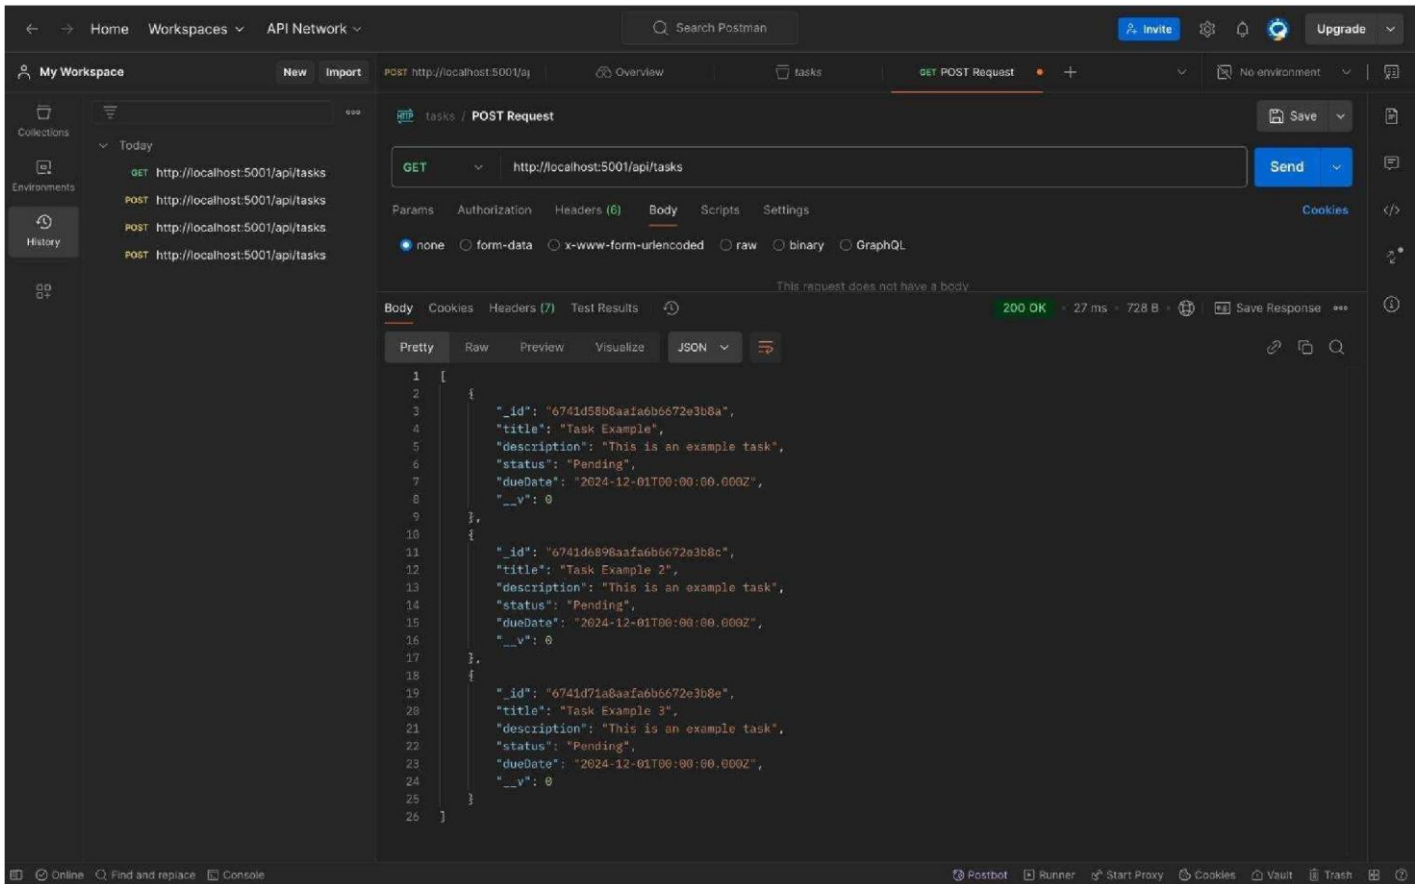 Home Workspaces API Network Search Postman Invite Upgrade
My Workspace New Import POST http://localhost:5001/a Overview tasks GET POST Request No environment
HTTP tasks / POST Request Save
Collections
Today
GET http://localhost:5001/api/tasks Send
Environments
GET http://localhost:5001/api/tasks
POST http://localhost:5001/api/tasks
POST http://localhost:5001/api/tasks
POST http://localhost:5001/api/tasks
History
Params Authorization Headers (6) Body Scripts Settings Cookies
none form-data x-www-form-urlencoded raw binary GraphQL
This request does not have a body
Body Cookies Headers (7) Test Results 200 OK 27 ms 728 B Save Response
Pretty Raw Preview Visualize JSON
1 [
2 {
3 "_id": "6741d58b8aafa6b6672e3b8a",
4 "title": "Task Example",
5 "description": "This is an example task",
6 "status": "Pending",
7 "dueDate": "2024-12-01T00:00:00.000Z",
8 "__v": 0
9 },
10 {
11 "_id": "6741d6898aafa6b6672e3b8c",
12 "title": "Task Example 2",
13 "description": "This is an example task",
14 "status": "Pending",
15 "dueDate": "2024-12-01T00:00:00.000Z",
16 "__v": 0
17 },
18 {
19 "_id": "6741d71a8aafa6b6672e3b8e",
20 "title": "Task Example 3",
21 "description": "This is an example task",
22 "status": "Pending",
23 "dueDate": "2024-12-01T00:00:00.000Z",
24 "__v": 0
25 }
26 ]
Online Find and replace Console Postbot Runner Start Proxy Cookies Vault Trash